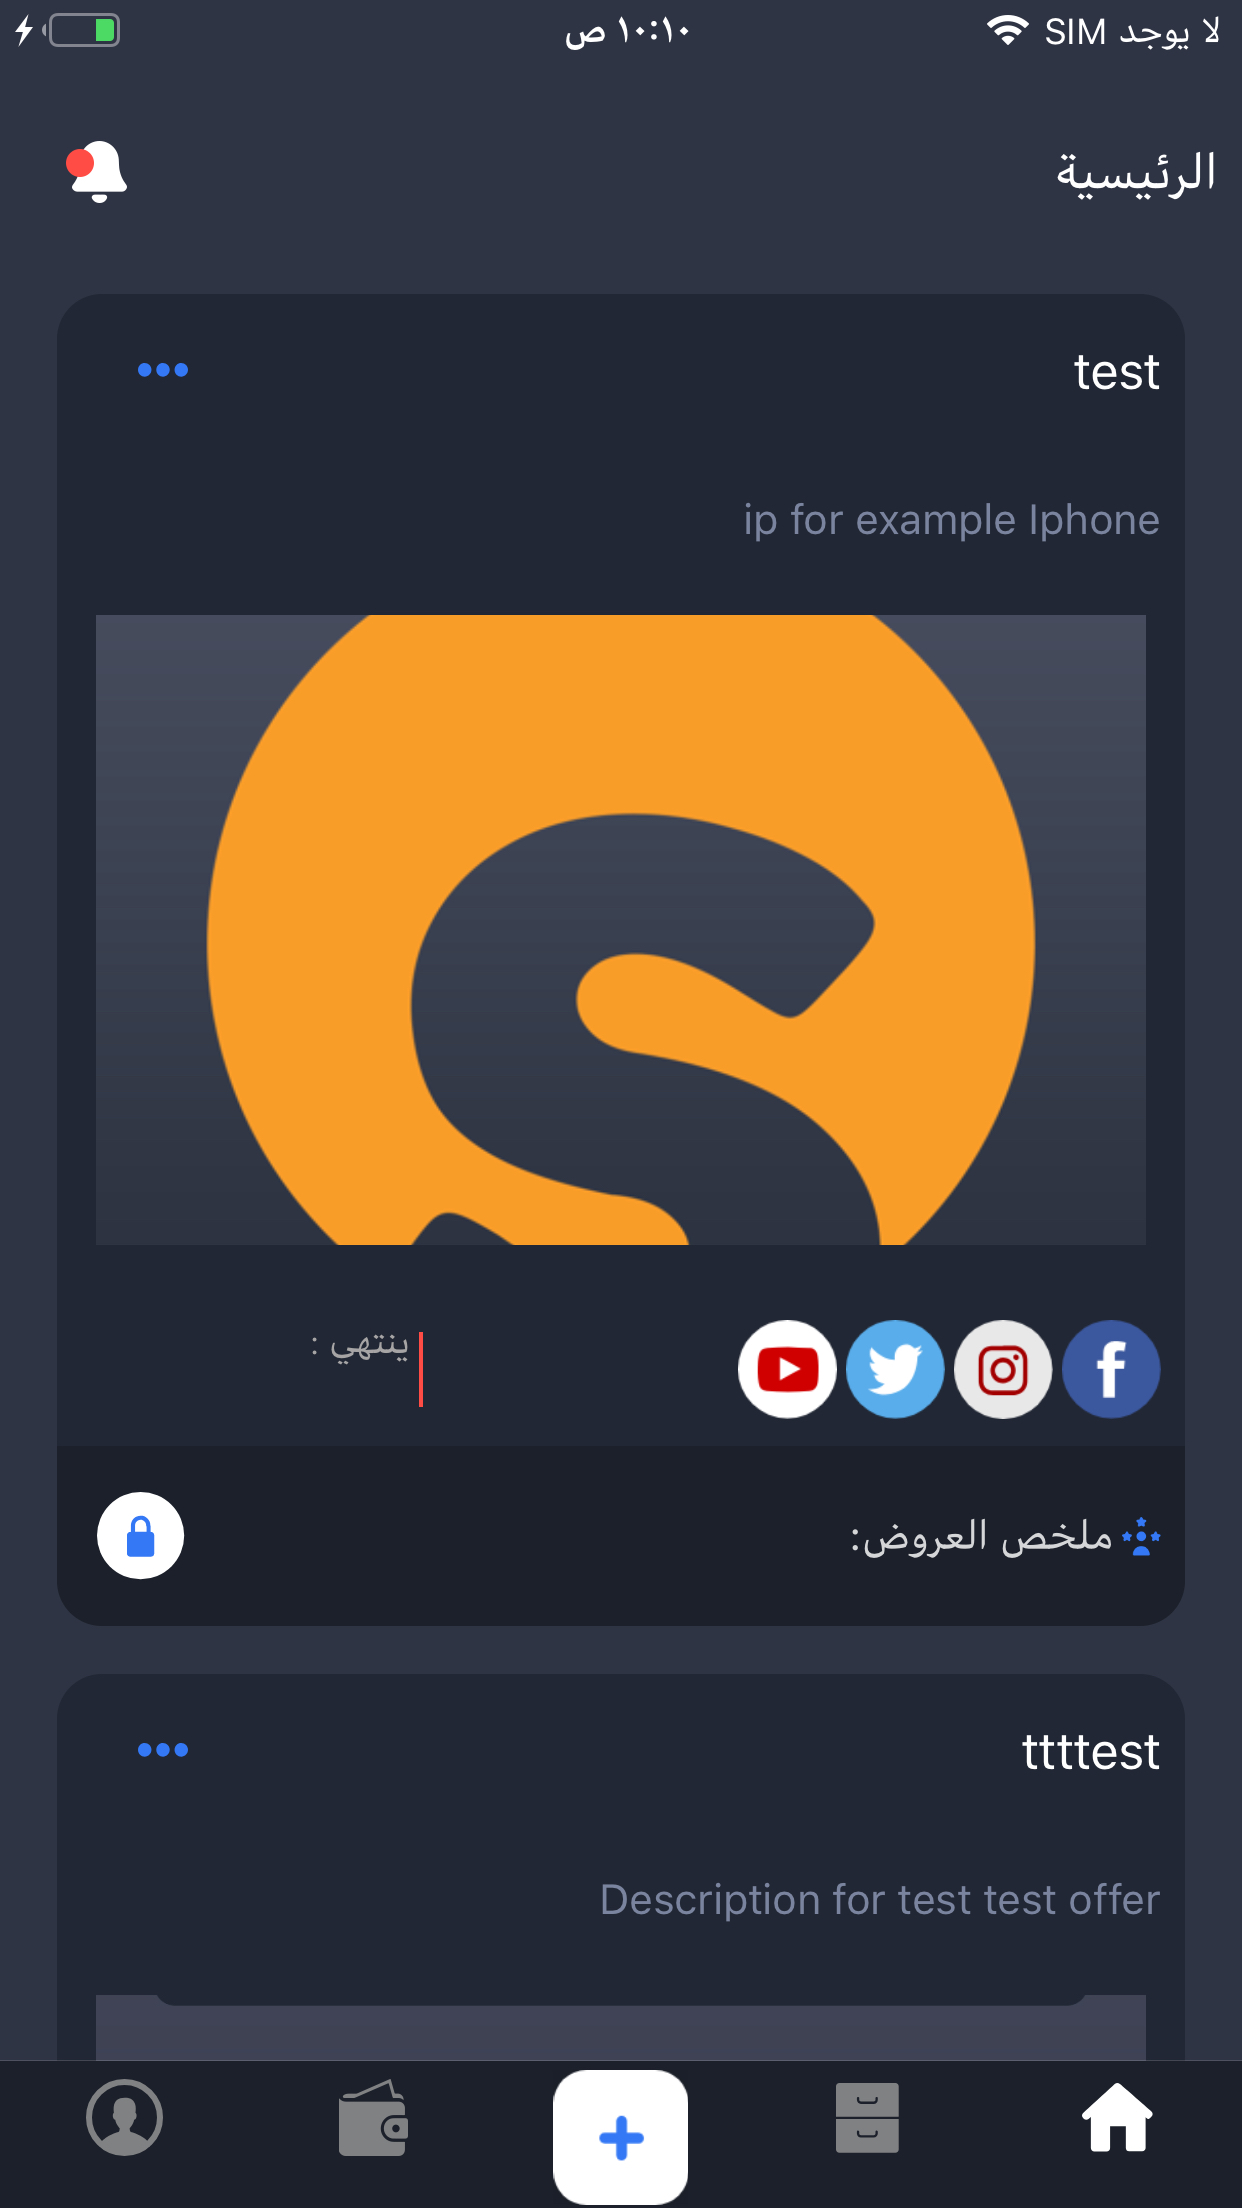 لا يوجد SIM ١٠:١٠ ص
الرئيسية
test
ip for example Iphone
ينتهي :
ملخص العروض:
ttttest
Description for test test offer